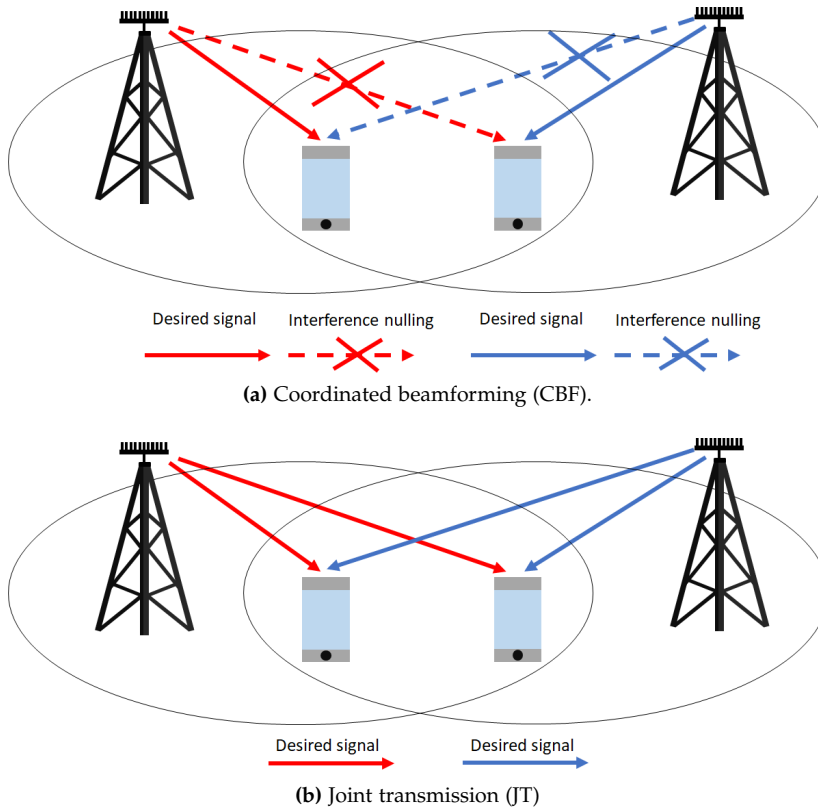 Desired signal Interference nulling Desired signal Interference nulling
(a) Coordinated beamforming (CBF).
Desired signal Desired signal
(b) Joint transmission (JT)